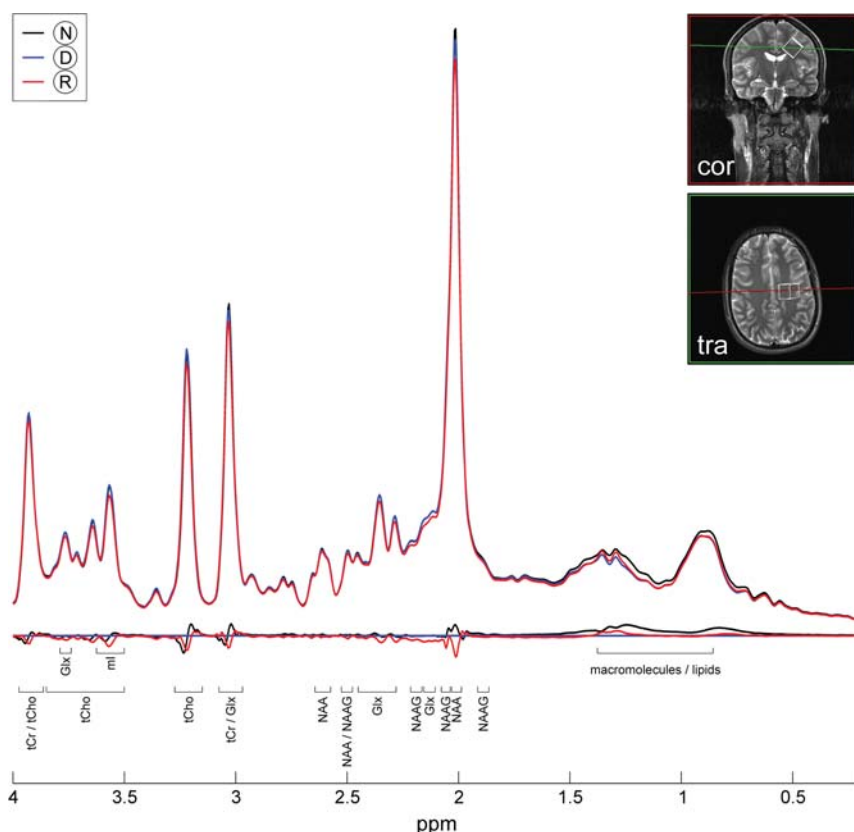 N
D
R
cor
tra
Glx
mI
macromolecules / lipids
tCr / tCho
tCho
tCho
tCr / Glx
NAA
NAA / NAAG
Glx
NAAG
Glx
NAAG
NAA
NAAG
4 3.5 3 2.5 2 1.5 1 0.5
ppm